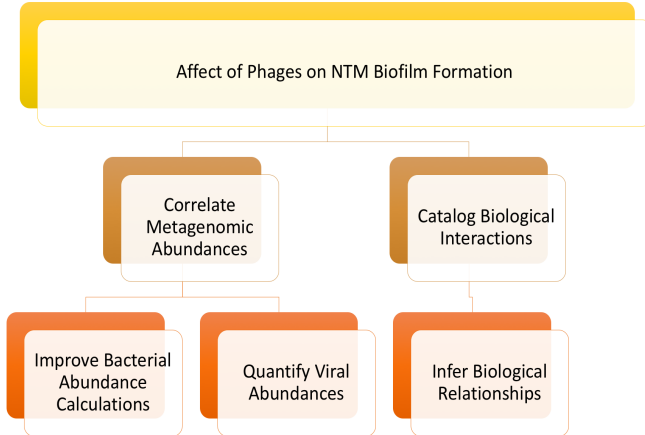 Affect of Phages on NTM Biofilm Formation
Correlate
Metagenomic
Abundances
Catalog Biological
Interactions
Improve Bacterial
Abundance
Calculations
Quantify Viral
Abundances
Infer Biological
Relationships